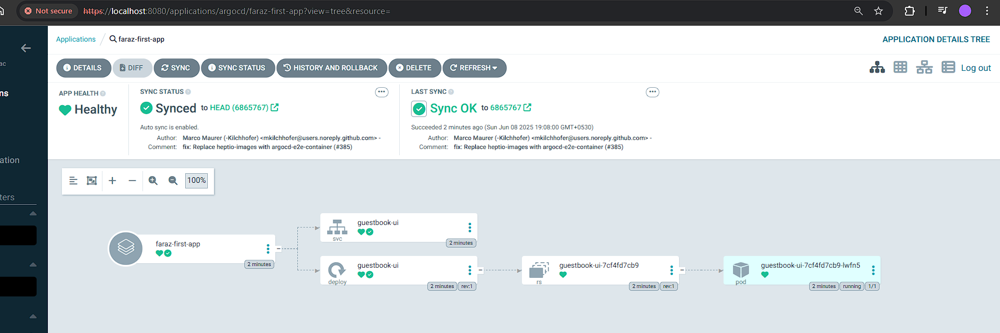 Not secure https://localhost:8080/applications/argocd/faraz-first-app?view=tree&resource=
Applications / faraz-first-app
APPLICATION DETAILS TREE
ac
DETAILS DIFF SYNC SYNC STATUS HISTORY AND ROLLBACK DELETE REFRESH
Log out
ns
APP HEALTH
Healthy
SYNC STATUS
Synced to HEAD (6865767)
Auto sync is enabled.
Author: Marco Maurer (-Kilchhofer) <mkilchhofer@users.noreply.github.com> -
Comment: fix: Replace heptio-images with argocd-e2e-container (#385)
LAST SYNC
Sync OK to 6865767
Succeeded 2 minutes ago (Sun Jun 08 2025 19:08:00 GMT+0530)
Author: Marco Maurer (-Kilchhofer) <mkilchhofer@users.noreply.github.com> -
Comment: fix: Replace heptio-images with argocd-e2e-container (#385)
ation
ters
100%
faraz-first-app
2 minutes
guestbook-ui
svc
2 minutes
guestbook-ui
deploy
2 minutes rev:1
guestbook-ui-7cf4fd7cb9
rs
2 minutes rev:1
guestbook-ui-7cf4fd7cb9-lwfn5
pod
2 minutes running 1/1